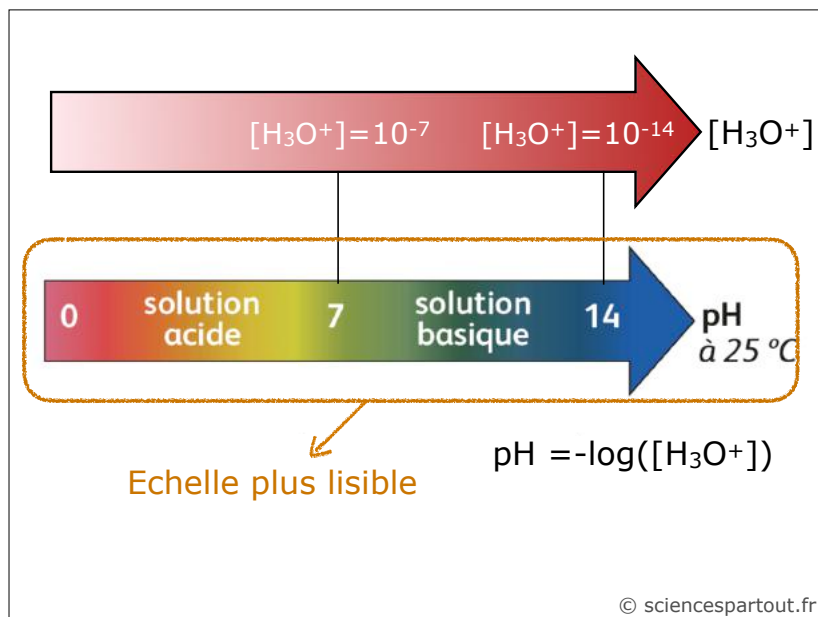 [H₃O⁺]=10⁻⁷ [H₃O⁺]=10⁻¹⁴ [H₃O⁺]
0 solution acide 7 solution basique 14 pH
à 25 °C
pH =-log([H₃O⁺])
Echelle plus lisible
© sciencespartout.fr